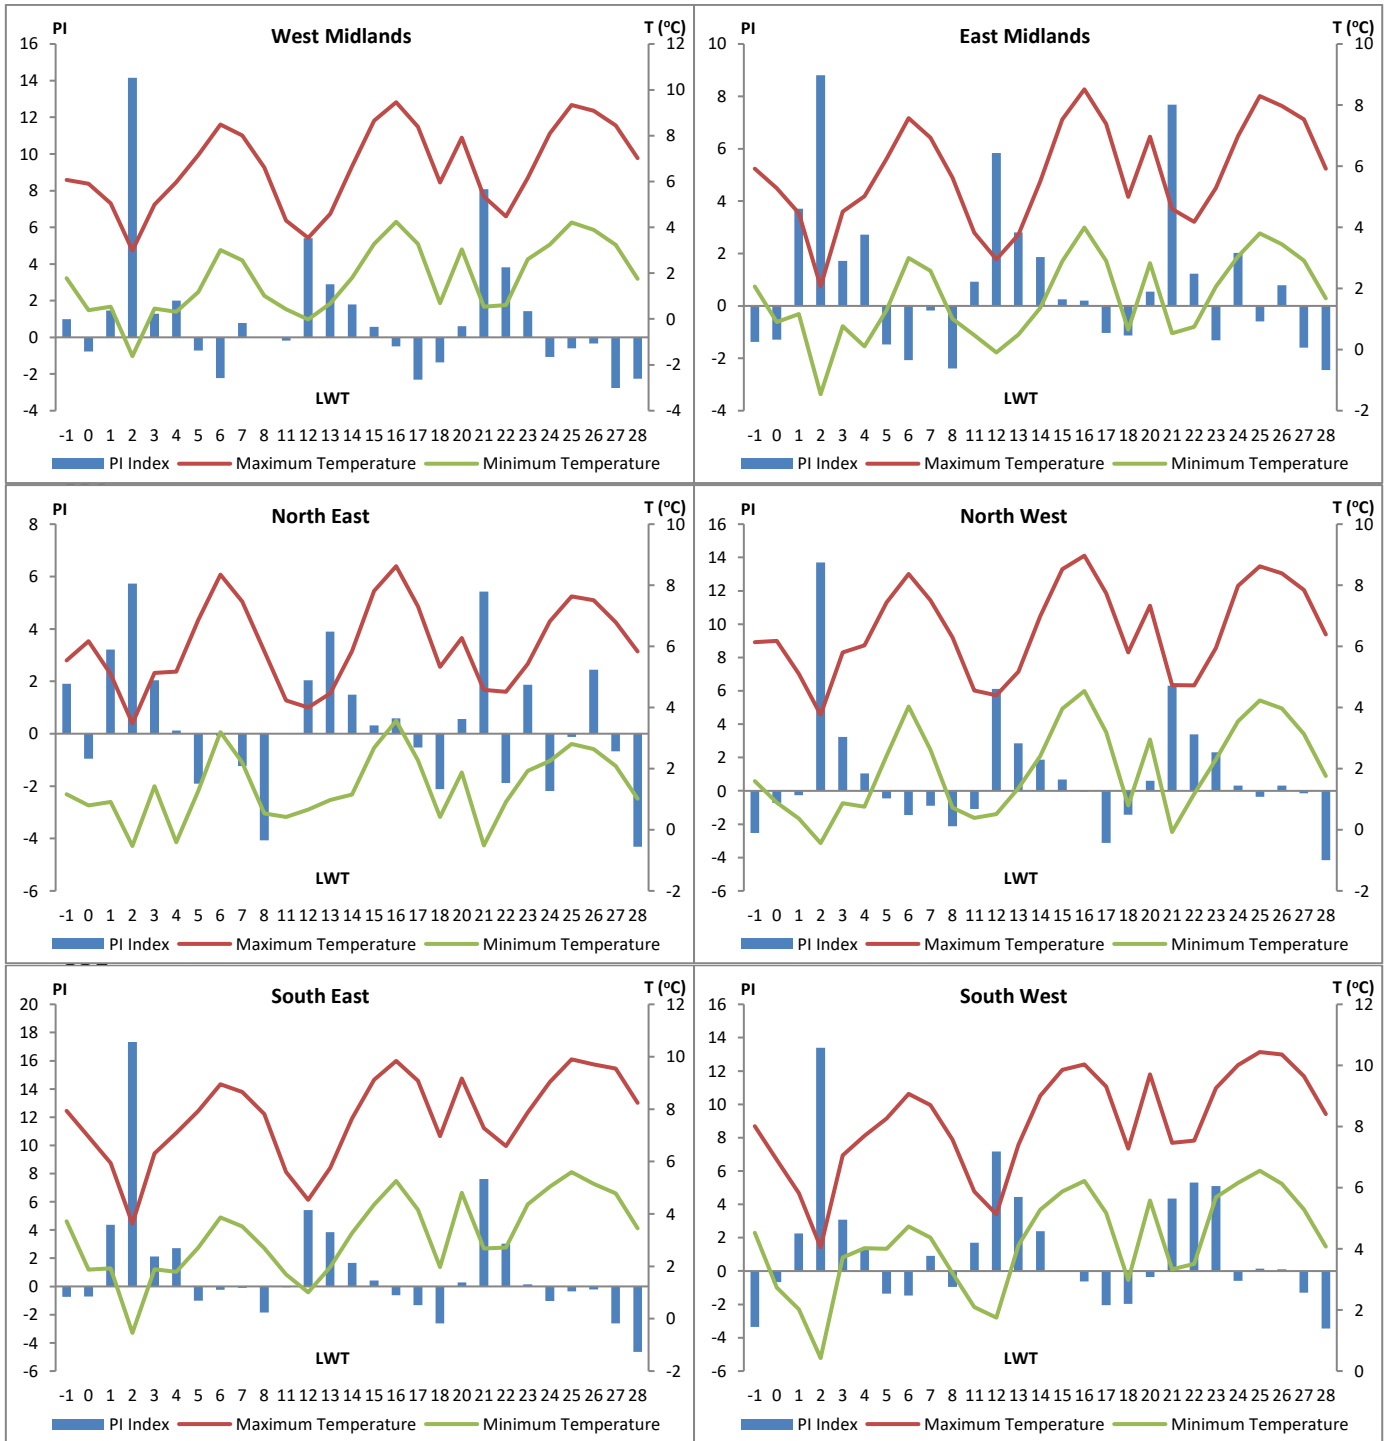 PI West Midlands T (ºC)
16 12
14 10
12 8
10 6
8 4
6 2
4 0
2 -2
0 -4
-2
-4
LWT
-1 0 1 2 3 4 5 6 7 8 11 12 13 14 15 16 17 18 20 21 22 23 24 25 26 27 28
PI Index Maximum Temperature Minimum Temperature
PI East Midlands T (ºC)
10 10
8 8
6 6
4 4
2 2
0 0
-2 -2
-4
LWT
-1 0 1 2 3 4 5 6 7 8 11 12 13 14 15 16 17 18 20 21 22 23 24 25 26 27 28
PI Index Maximum Temperature Minimum Temperature
PI North East T (ºC)
8 10
6 8
4 6
2 4
0 2
-2 0
-4 -2
-6
LWT
-1 0 1 2 3 4 5 6 7 8 11 12 13 14 15 16 17 18 20 21 22 23 24 25 26 27 28
PI Index Maximum Temperature Minimum Temperature
PI North West T (ºC)
16 10
14 8
12 6
10 4
8 2
6 0
4 -2
2
0
-2
-4
-6
LWT
-1 0 1 2 3 4 5 6 7 8 11 12 13 14 15 16 17 18 20 21 22 23 24 25 26 27 28
PI Index Maximum Temperature Minimum Temperature
PI South East T (ºC)
20 12
18 10
16 8
14 6
12 4
10 2
8 0
6 -2
4
2
0
-2
-4
-6
LWT
-1 0 1 2 3 4 5 6 7 8 11 12 13 14 15 16 17 18 20 21 22 23 24 25 26 27 28
PI Index Maximum Temperature Minimum Temperature
PI South West T (ºC)
16 12
14 10
12 8
10 6
8 4
6 2
4 0
2
0
-2
-4
-6
LWT
-1 0 1 2 3 4 5 6 7 8 11 12 13 14 15 16 17 18 20 21 22 23 24 25 26 27 28
PI Index Maximum Temperature Minimum Temperature